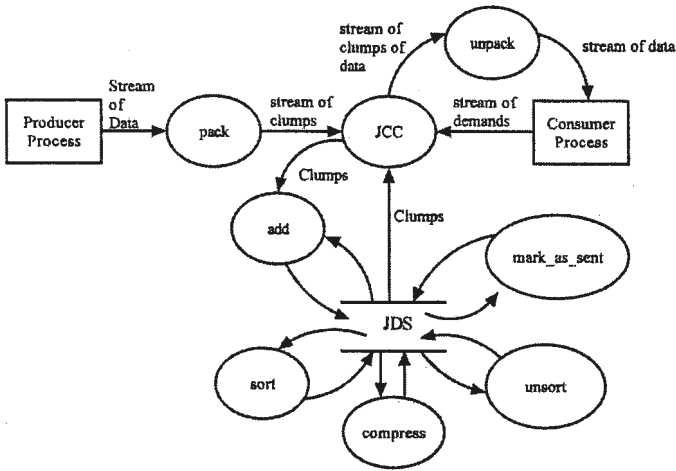 stream of
clumps of
data
unpack
stream of data
Stream
of
Data
Producer
Process
pack
stream of
clumps
JCC
stream of
demands
Consumer
Process
Clumps
add
Clumps
mark_as_sent
JDS
sort
compress
unsort